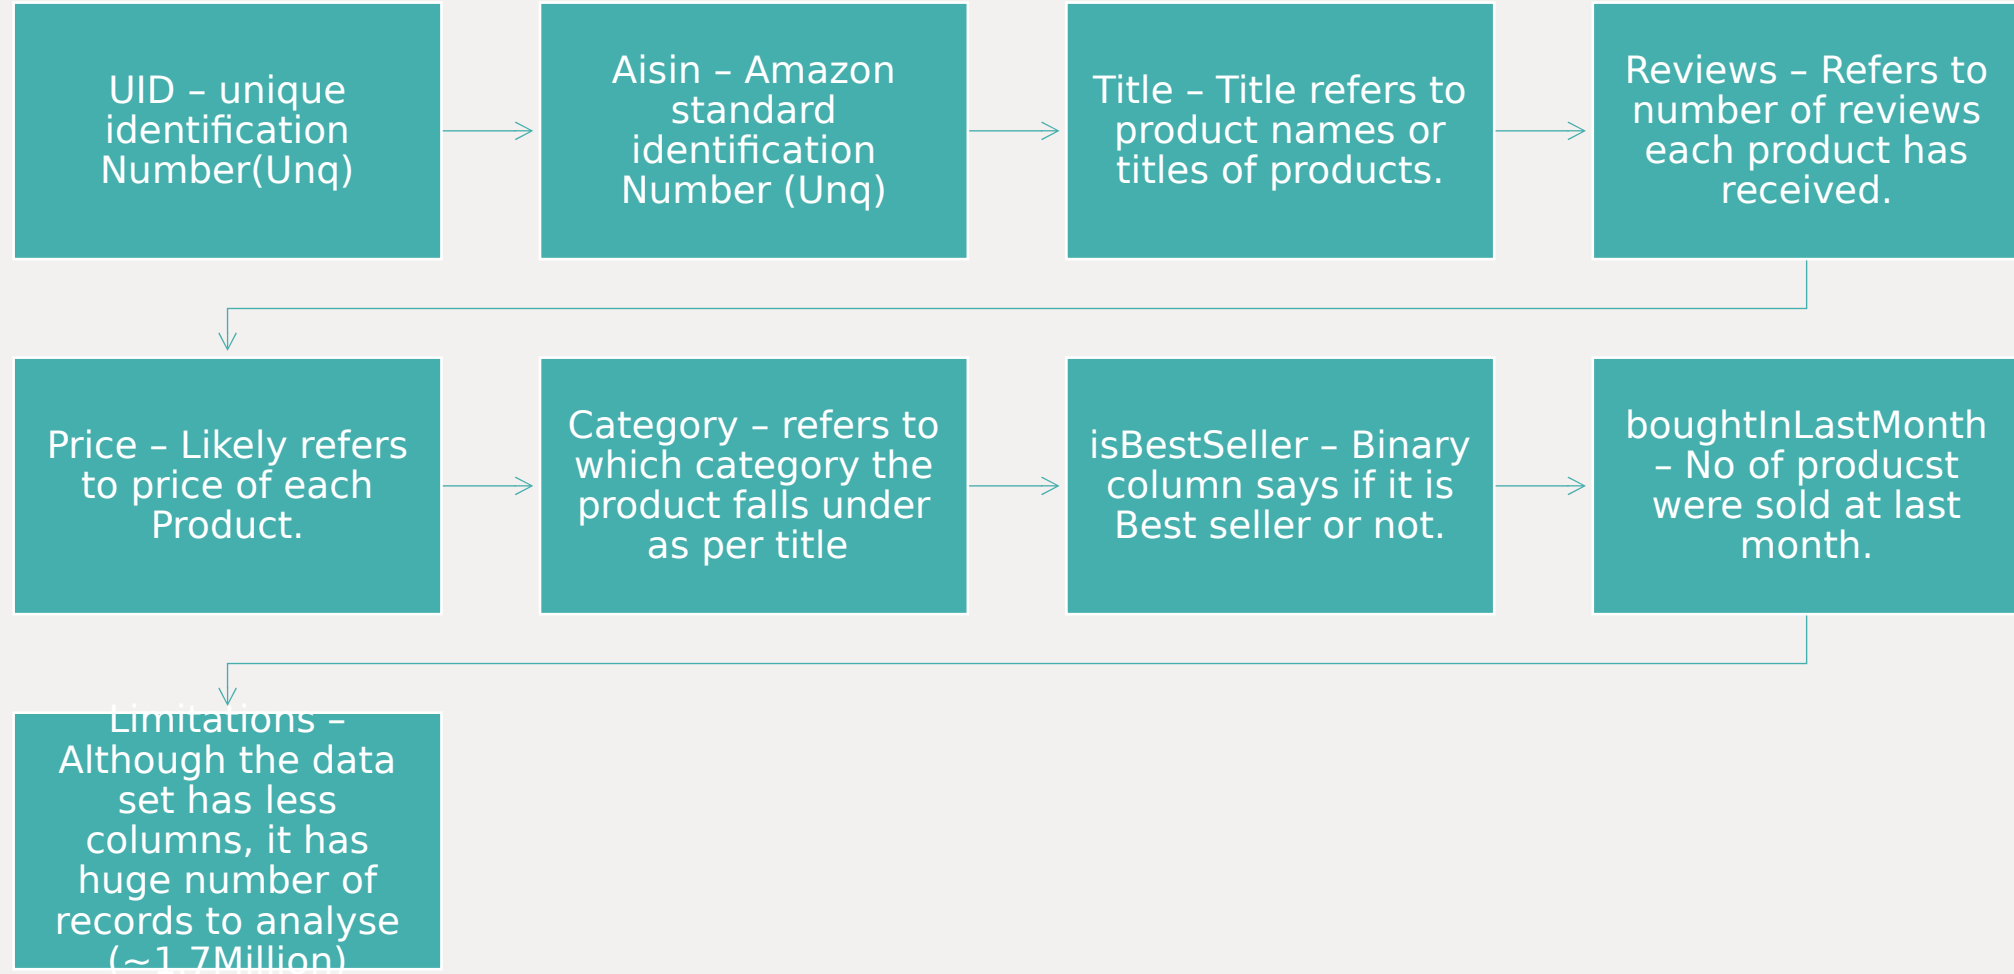 UID – unique
identification
Number(Unq)
Aisin – Amazon
standard
identification
Number (Unq)
Title – Title refers to
product names or
titles of products.
Reviews – Refers to
number of reviews
each product has
received.
Price – Likely refers
to price of each
Product.
Category – refers to
which category the
product falls under
as per title
isBestSeller – Binary
column says if it is
Best seller or not.
boughtInLastMonth
– No of producst
were sold at last
month.
Limitations –
Although the data
set has less
columns, it has
huge number of
records to analyse
(~1.7Million)